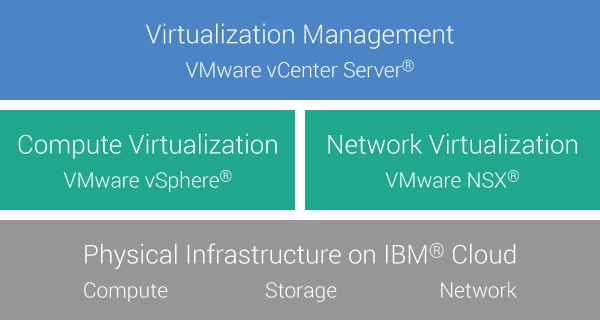 Virtualization Management
VMware vCenter Server®
Compute Virtualization
VMware vSphere®
Network Virtualization
VMware NSX®
Physical Infrastructure on IBM® Cloud
Compute Storage Network